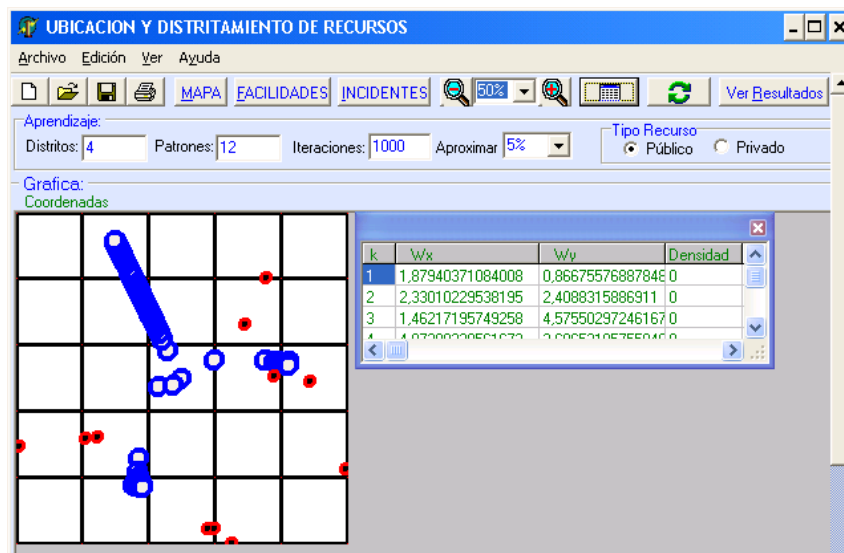 UBICACION Y DISTRITAMIENTO DE RECURSOS
Archivo Edición Ver Ayuda
MAPA FACILIDADES INCIDENTES 50% Ver Resultados
Aprendizaje:
Distritos: 4 Patrones: 12 Iteraciones: 1000 Aproximar 5%
Tipo Recurso
Público Privado
Grafica:
Coordenadas
k Wx Wy Densidad
1 1,87940371084008 0,86675576887848 0
2 2,33010229538195 2,4088315886911 0
3 1,46217195749258 4,57550297246167 0